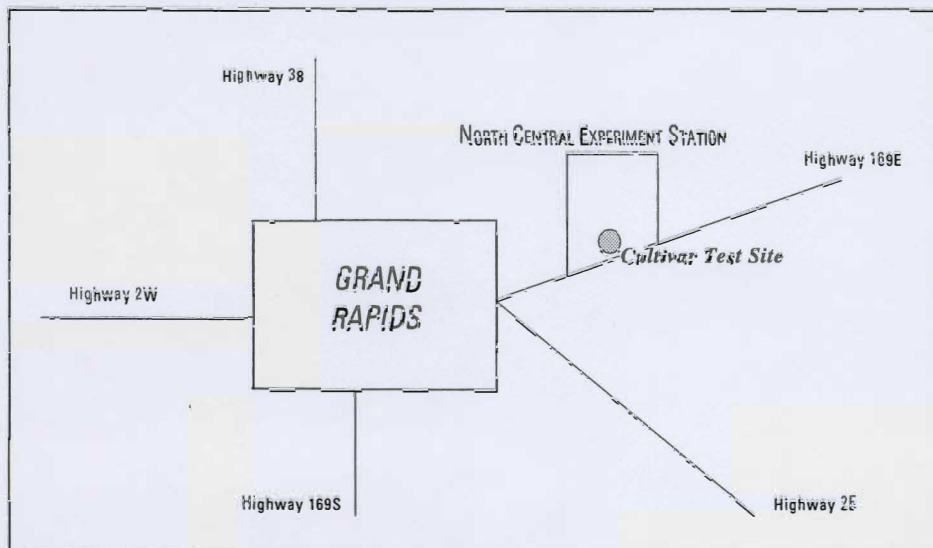 Highway 38
NORTH CENTRAL EXPERIMENT STATION
Highway 169E
Cultivar Test Site
GRAND
RAPIDS
Highway 2W
Highway 169S
Highway 2E